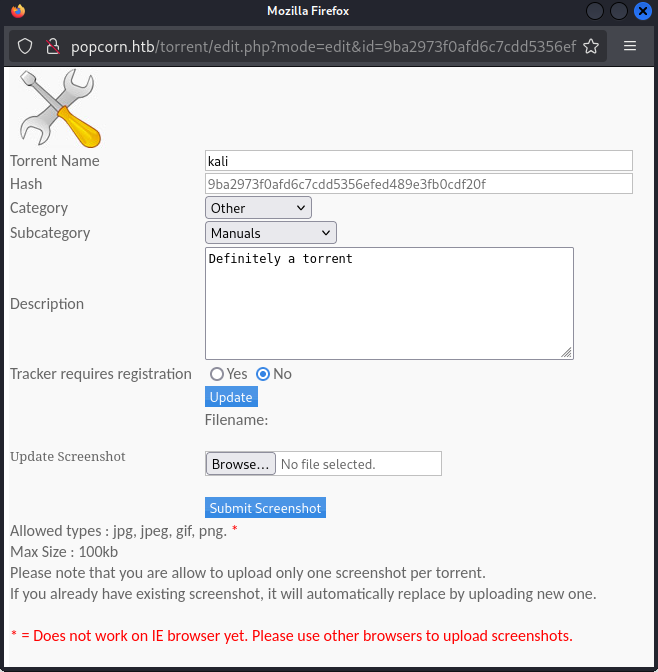 Mozilla Firefox
popcorn.htb/torrent/edit.php?mode=edit&id=9ba2973f0afd6c7cdd5356ef
Torrent Name kali
Hash 9ba2973f0afd6c7cdd5356efed489e3fb0cdf20f
Category Other
Subcategory Manuals
Description Definitely a torrent
Tracker requires registration Yes No
Update
Filename:
Update Screenshot Browse... No file selected.
Submit Screenshot
Allowed types : jpg, jpeg, gif, png. *
Max Size : 100kb
Please note that you are allow to upload only one screenshot per torrent.
If you already have existing screenshot, it will automatically replace by uploading new one.
* = Does not work on IE browser yet. Please use other browsers to upload screenshots.